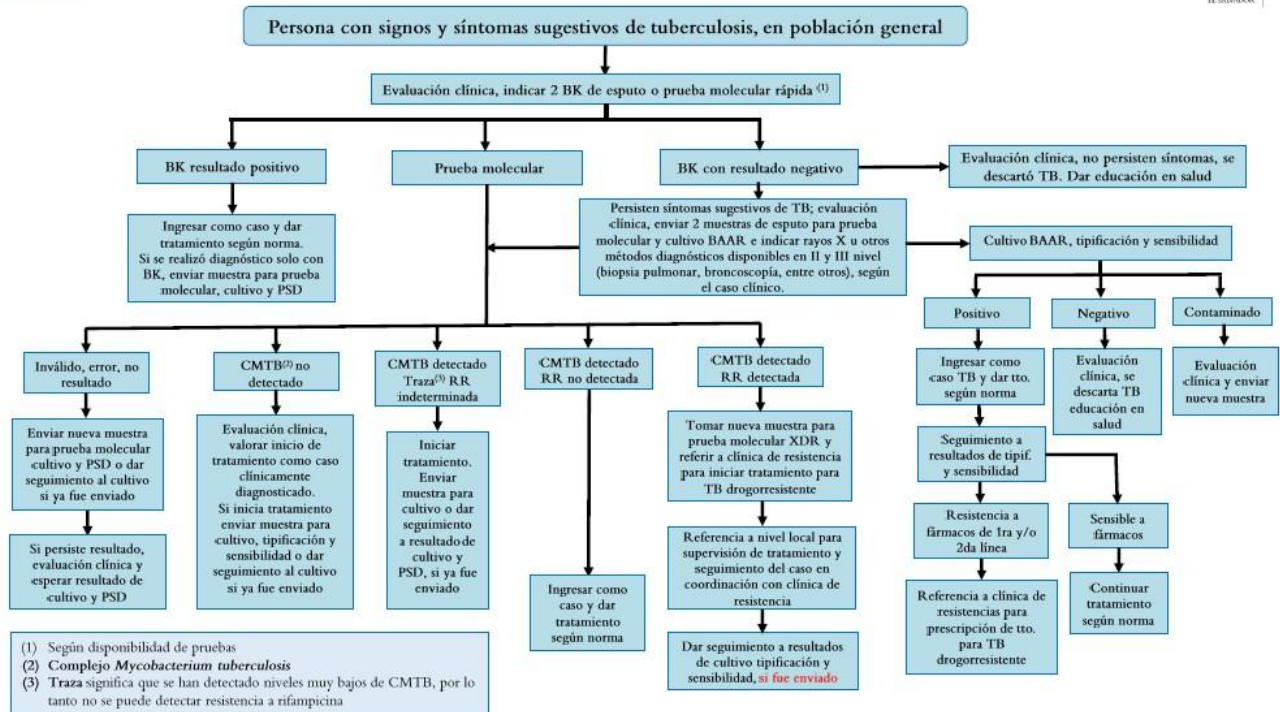 EL SALVADOR
Persona con signos y síntomas sugestivos de tuberculosis, en población general
Evaluación clínica, indicar 2 BK de esputo o prueba molecular rápida (1)
BK resultado positivo
Prueba molecular
BK con resultado negativo
Evaluación clínica, no persisten síntomas, se
descartó TB. Dar educación en salud
Ingresar como caso y dar
tratamiento según norma.
Si se realizó diagnóstico solo con
BK, enviar muestra para prueba
molecular, cultivo y PSD
Persisten síntomas sugestivos de TB; evaluación
clínica, enviar 2 muestras de esputo para prueba
molecular y cultivo BAAR e indicar rayos X u otros
métodos diagnósticos disponibles en II y III nivel
(biopsia pulmonar, broncoscopía, entre otros), según
el caso clínico.
Cultivo BAAR, tipificación y sensibilidad
Positivo
Negativo
Contaminado
Ingresar como
caso TB y dar tto.
según norma
Evaluación
clínica, se
descarta TB
educación en
salud
Evaluación
clínica y enviar
nueva muestra
Seguimiento a
resultados de tipif.
y sensibilidad
Resistencia a
fármacos de 1ra y/o
2da línea
Sensible a
fármacos
Referencia a clínica de
resistencias para
prescripción de tto.
para TB
drogorresistente
Continuar
tratamiento
según norma
Inválido, error, no
resultado
CMTB(2) no
detectado
CMTB detectado
Traza(3) RR
indeterminada
CMTB detectado
RR no detectada
CMTB detectado
RR detectada
Enviar nueva muestra
para prueba molecular
cultivo y PSD o dar
seguimiento al cultivo
si ya fue enviado
Si persiste resultado,
evaluación clínica y
esperar resultado de
cultivo y PSD
Evaluación clínica,
valorar inicio de
tratamiento como caso
clínicamente
diagnosticado.
Si inicia tratamiento
enviar muestra para
cultivo, tipificación y
sensibilidad o dar
seguimiento al cultivo
si ya fue enviado
Iniciar
tratamiento.
Enviar
muestra para
cultivo o dar
seguimiento
a resultado de
cultivo y
PSD, si ya fue
enviado
Ingresar como
caso y dar
tratamiento
según norma
Tomar nueva muestra para
prueba molecular XDR y
referir a clínica de resistencia
para iniciar tratamiento para
TB drogorresistente
Referencia a nivel local para
supervisión de tratamiento y
seguimiento del caso en
coordinación con clínica de
resistencia
Dar seguimiento a resultados
de cultivo tipificación y
sensibilidad, si fue enviado
(1) Según disponibilidad de pruebas
(2) Complejo Mycobacterium tuberculosis
(3) Traza significa que se han detectado niveles muy bajos de CMTB, por lo
tanto no se puede detectar resistencia a rifampicina